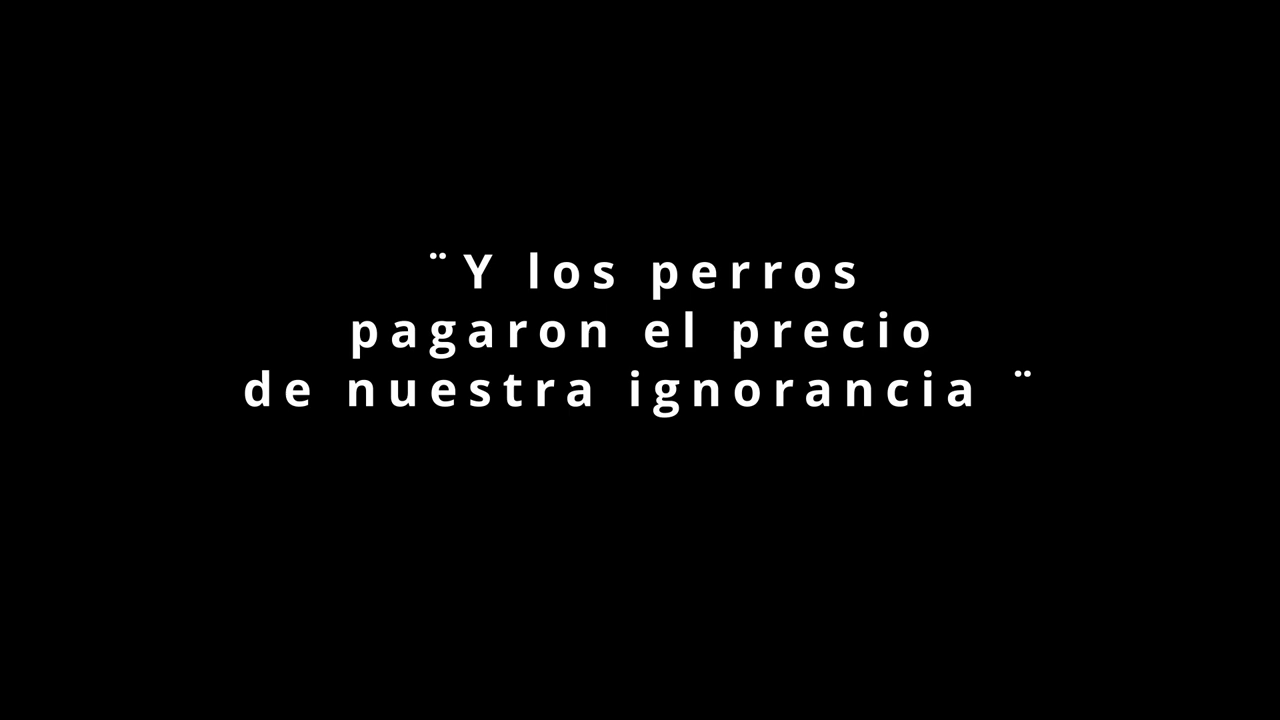 ¨Y los perros
pagaron el precio
de nuestra ignorancia ¨